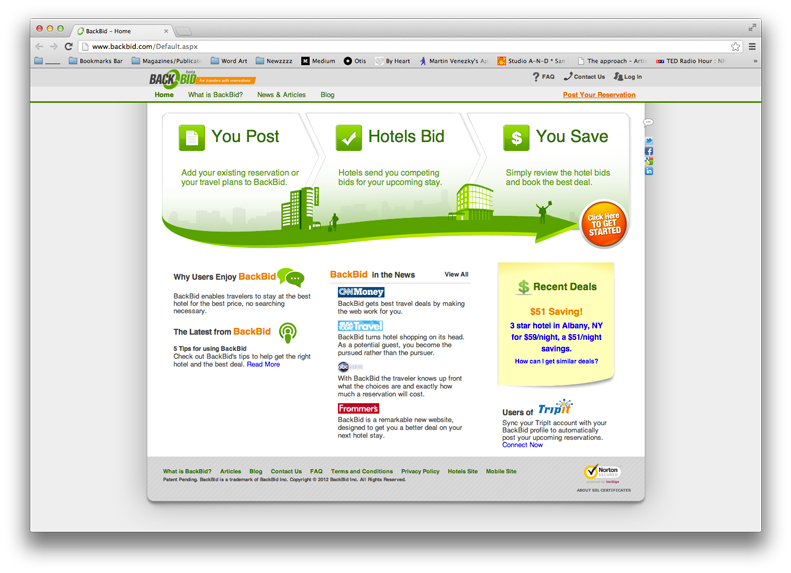 BackBid - Home
www.backbid.com/Default.aspx
Bookmarks Bar
Magazines/Publicat
Word Art
Newzzzz
Medium
Otis
By Heart
Martin Venezky's Ap
Studio A-N-D * San
The approach - Arti
TED Radio Hour : N
»
BACK BID
For travelers with reservations
? FAQ
Contact Us
Log In
Home
What is BackBid?
News & Articles
Blog
Post Your Reservation
You Post
Hotels Bid
$ You Save
Add your existing reservation or
your travel plans to BackBid.
Hotels send you competing
bids for your upcoming stay.
Simply review the hotel bids
and book the best deal.
Click Here
TO GET
STARTED
Why Users Enjoy BackBid
BackBid enables travelers to stay at the best
hotel for the best price, no searching
necessary.
The Latest from BackBid
5 Tips for using BackBid
Check out BackBid's tips to help get the right
hotel and the best deal. Read More
BackBid in the News
View All
CNNMoney
BackBid gets best travel deals by making
the web work for you.
Travel
BackBid turns hotel shopping on its head.
As a potential guest, you become the
pursued rather than the pursuer.
abc
With BackBid the traveler knows up front
what the choices are and exactly how
much a reservation will cost.
Frommer's
BackBid is a remarkable new website,
designed to get you a better deal on your
next hotel stay.
$ Recent Deals
$51 Saving!
3 star hotel in Albany, NY
for $59/night, a $51/night
savings.
How can I get similar deals?
Users of TripIt
Sync your TripIt account with your
BackBid profile to automatically
post your upcoming reservations.
Connect Now
What is BackBid?
Articles
Blog
Contact Us
FAQ
Terms and Conditions
Privacy Policy
Hotels Site
Mobile Site
Patent Pending. BackBid is a trademark of BackBid Inc. Copyright © 2012 BackBid Inc. All Rights Reserved.
Norton
SECURED
powered by VeriSign
ABOUT SSL CERTIFICATES